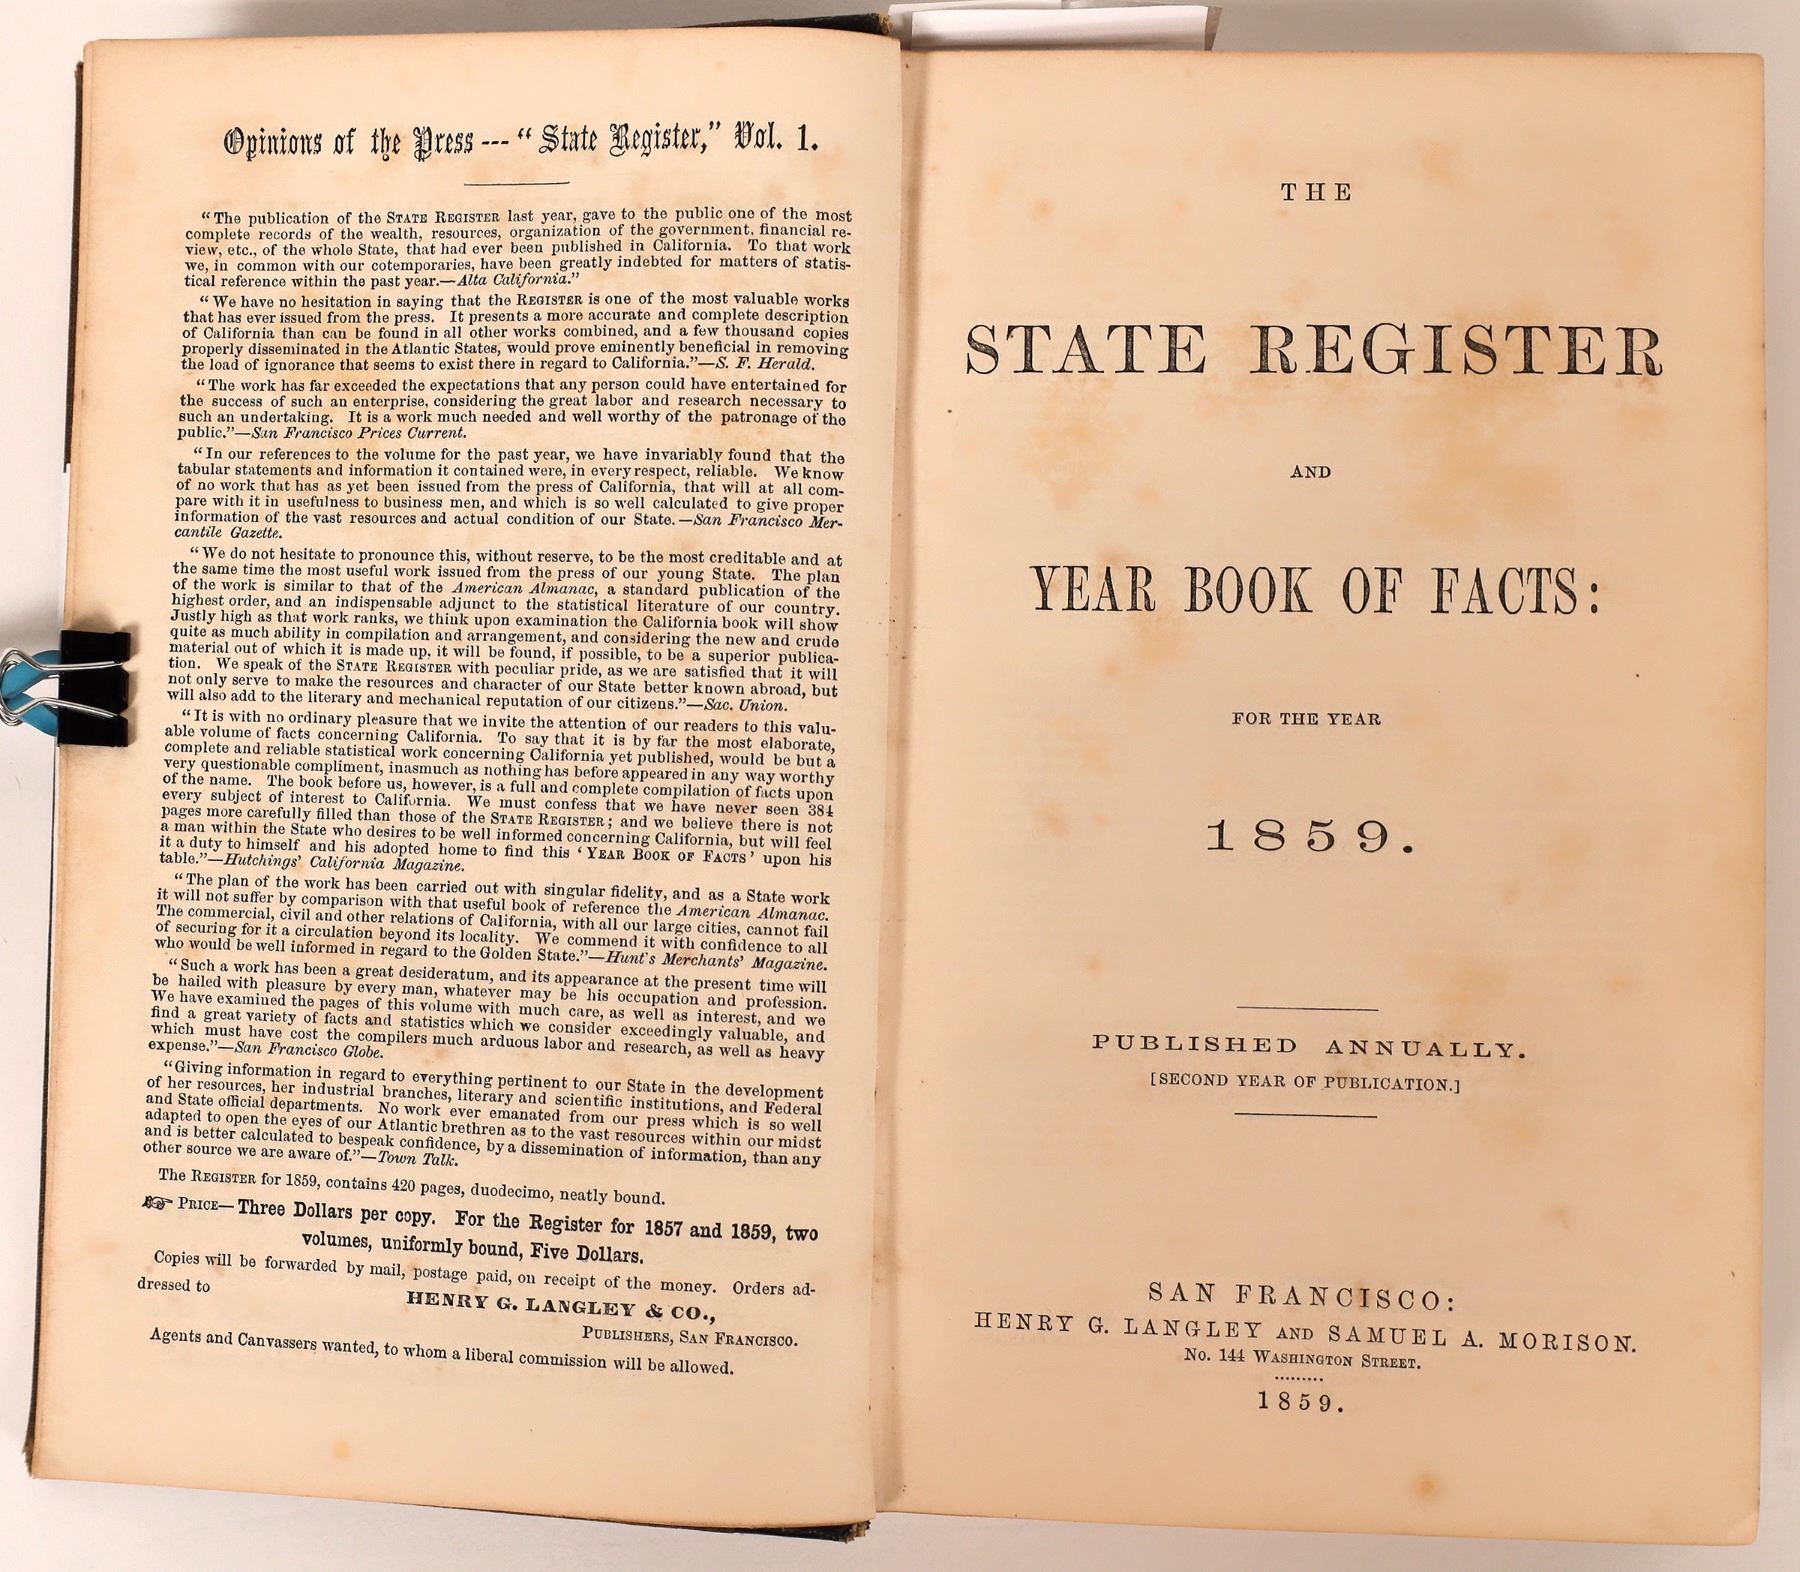 Opinions of the Press---"State Register," Vol. 1.
"The publication of the STATE REGISTER last year, gave to the public one of the most
complete records of the wealth, resources, organization of the government, financial re-
view, etc., of the whole State, that had ever been published in California. To that work
we, in common with our cotemporaries, have been greatly indebted for matters of statis-
tical reference within the past year.—Alta California."
"We have no hesitation in saying that the REGISTER is one of the most valuable works
that has ever issued from the press. It presents a more accurate and complete description
of California than can be found in all other works combined, and a few thousand copies
properly disseminated in the Atlantic States, would prove eminently beneficial in removing
the load of ignorance that seems to exist there in regard to California."—S. F. Herald.
"The work has far exceeded the expectations that any person could have entertained for
the success of such an enterprise, considering the great labor and research necessary to
such an undertaking. It is a work much needed and well worthy of the patronage of the
public."—San Francisco Prices Current.
"In our references to the volume for the past year, we have invariably found that the
tabular statements and information it contained were, in every respect, reliable. We know
of no work that has as yet been issued from the press of California, that will at all com-
pare with it in usefulness to business men, and which is so well calculated to give proper
information of the vast resources and actual condition of our State.—San Francisco Mer-
cantile Gazette.
"We do not hesitate to pronounce this, without reserve, to be the most creditable and at
the same time the most useful work issued from the press of our young State. The plan
of the work is similar to that of the American Almanac, a standard publication of the
highest order, and an indispensable adjunct to the statistical literature of our country.
Justly high as that work ranks, we think upon examination the California book will show
quite as much ability in compilation and arrangement, and considering the new and crude
material out of which it is made up, it will be found, if possible, to be a superior publica-
tion. We speak of the STATE REGISTER with peculiar pride, as we are satisfied that it will
not only serve to make the resources and character of our State better known abroad, but
will also add to the literary and mechanical reputation of our citizens."—Sac. Union.
"It is with no ordinary pleasure that we invite the attention of our readers to this valu-
able volume of facts concerning California. To say that it is by far the most elaborate,
complete and reliable statistical work concerning California yet published, would be but a
very questionable compliment, inasmuch as nothing has before appeared in any way worthy
of the name. The book before us, however, is a full and complete compilation of facts upon
every subject of interest to California. We must confess that we have never seen 384
pages more carefully filled than those of the STATE REGISTER; and we believe there is not
a man within the State who desires to be well informed concerning California, but will feel
it a duty to himself and his adopted home to find this 'YEAR BOOK OF FACTS' upon his
table."—Hutchings' California Magazine.
"The plan of the work has been carried out with singular fidelity, and as a State work
it will not suffer by comparison with that useful book of reference the American Almanac.
The commercial, civil and other relations of California, with all our large cities, cannot fail
of securing for it a circulation beyond its locality. We commend it with confidence to all
who would be well informed in regard to the Golden State."—Hunt's Merchants' Magazine.
"Such a work has been a great desideratum, and its appearance at the present time will
be hailed with pleasure by every man, whatever may be his occupation and profession.
We have examined the pages of this volume with much care, as well as interest, and we
find a great variety of facts and statistics which we consider exceedingly valuable, and
which must have cost the compilers much arduous labor and research, as well as heavy
expense."—San Francisco Globe.
"Giving information in regard to everything pertinent to our State in the development
of her resources, her industrial branches, literary and scientific institutions, and Federal
and State official departments. No work ever emanated from our press which is so well
adapted to open the eyes of our Atlantic brethren as to the vast resources within our midst
and is better calculated to bespeak confidence, by a dissemination of information, than any
other source we are aware of."—Town Talk.
The REGISTER for 1859, contains 420 pages, duodecimo, neatly bound.
☞ PRICE—Three Dollars per copy. For the Register for 1857 and 1859, two
volumes, uniformly bound, Five Dollars.
Copies will be forwarded by mail, postage paid, on receipt of the money. Orders ad-
dressed to
HENRY G. LANGLEY & CO.,
PUBLISHERS, SAN FRANCISCO.
Agents and Canvassers wanted, to whom a liberal commission will be allowed.
THE
STATE REGISTER
AND
YEAR BOOK OF FACTS:
FOR THE YEAR
1859.
PUBLISHED ANNUALLY.
[SECOND YEAR OF PUBLICATION.]
SAN FRANCISCO:
HENRY G. LANGLEY AND SAMUEL A. MORISON.
No. 144 WASHINGTON STREET.
1859.